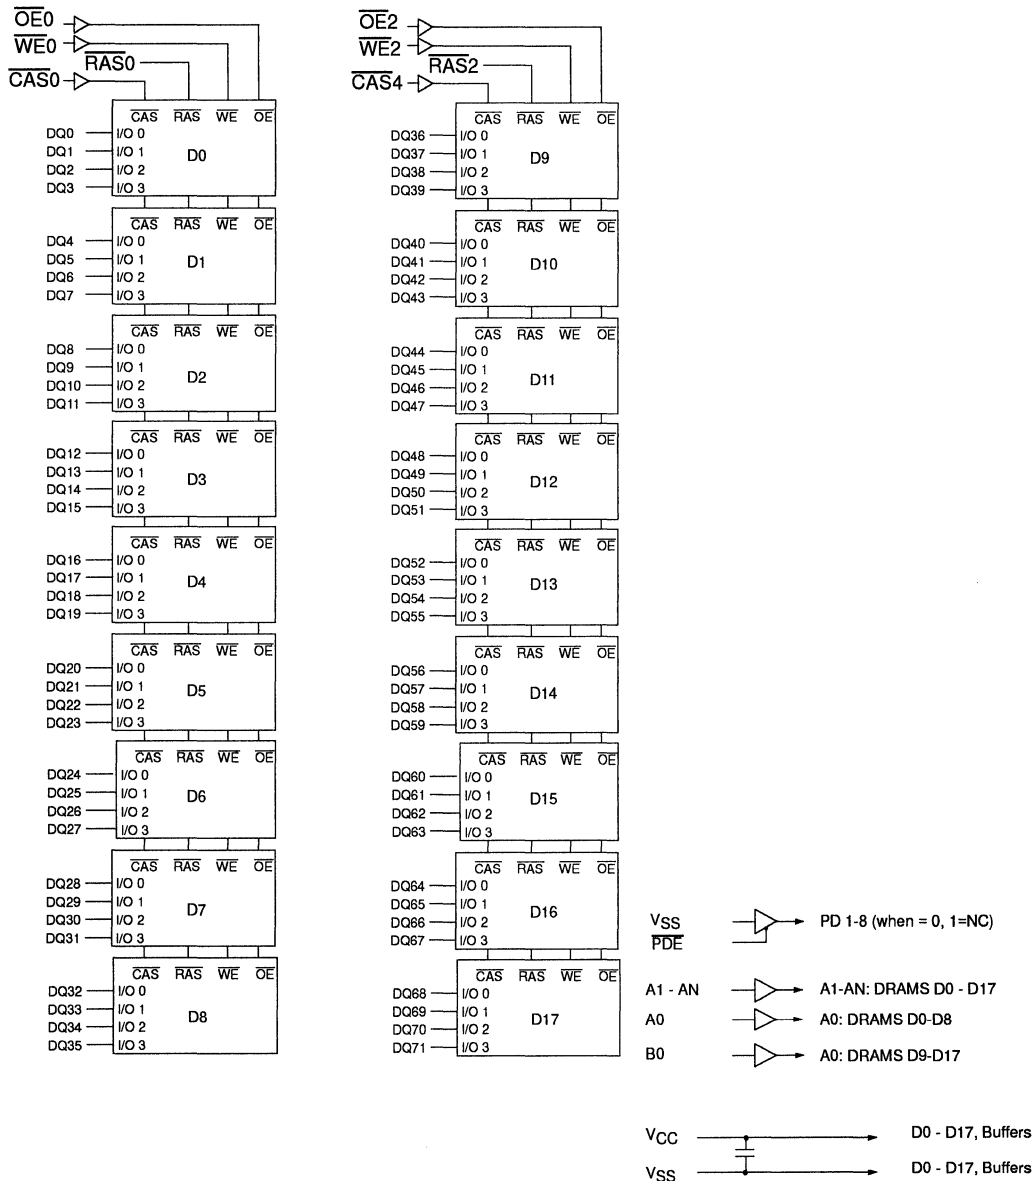 OE0
WE0
RAS0
CAS0
CAS RAS WE OE
DQ0 I/O 0
DQ1 I/O 1
DQ2 I/O 2
DQ3 I/O 3
D0
CAS RAS WE OE
DQ4 I/O 0
DQ5 I/O 1
DQ6 I/O 2
DQ7 I/O 3
D1
CAS RAS WE OE
DQ8 I/O 0
DQ9 I/O 1
DQ10 I/O 2
DQ11 I/O 3
D2
CAS RAS WE OE
DQ12 I/O 0
DQ13 I/O 1
DQ14 I/O 2
DQ15 I/O 3
D3
CAS RAS WE OE
DQ16 I/O 0
DQ17 I/O 1
DQ18 I/O 2
DQ19 I/O 3
D4
CAS RAS WE OE
DQ20 I/O 0
DQ21 I/O 1
DQ22 I/O 2
DQ23 I/O 3
D5
CAS RAS WE OE
DQ24 I/O 0
DQ25 I/O 1
DQ26 I/O 2
DQ27 I/O 3
D6
CAS RAS WE OE
DQ28 I/O 0
DQ29 I/O 1
DQ30 I/O 2
DQ31 I/O 3
D7
CAS RAS WE OE
DQ32 I/O 0
DQ33 I/O 1
DQ34 I/O 2
DQ35 I/O 3
D8
OE2
WE2
RAS2
CAS4
CAS RAS WE OE
DQ36 I/O 0
DQ37 I/O 1
DQ38 I/O 2
DQ39 I/O 3
D9
CAS RAS WE OE
DQ40 I/O 0
DQ41 I/O 1
DQ42 I/O 2
DQ43 I/O 3
D10
CAS RAS WE OE
DQ44 I/O 0
DQ45 I/O 1
DQ46 I/O 2
DQ47 I/O 3
D11
CAS RAS WE OE
DQ48 I/O 0
DQ49 I/O 1
DQ50 I/O 2
DQ51 I/O 3
D12
CAS RAS WE OE
DQ52 I/O 0
DQ53 I/O 1
DQ54 I/O 2
DQ55 I/O 3
D13
CAS RAS WE OE
DQ56 I/O 0
DQ57 I/O 1
DQ58 I/O 2
DQ59 I/O 3
D14
CAS RAS WE OE
DQ60 I/O 0
DQ61 I/O 1
DQ62 I/O 2
DQ63 I/O 3
D15
CAS RAS WE OE
DQ64 I/O 0
DQ65 I/O 1
DQ66 I/O 2
DQ67 I/O 3
D16
CAS RAS WE OE
DQ68 I/O 0
DQ69 I/O 1
DQ70 I/O 2
DQ71 I/O 3
D17
VSS PD 1-8 (when = 0, 1=NC)
PDE
A1 - AN A1-AN: DRAMS D0 - D17
A0 A0: DRAMS D0-D8
B0 A0: DRAMS D9-D17
VCC D0 - D17, Buffers
VSS D0 - D17, Buffers